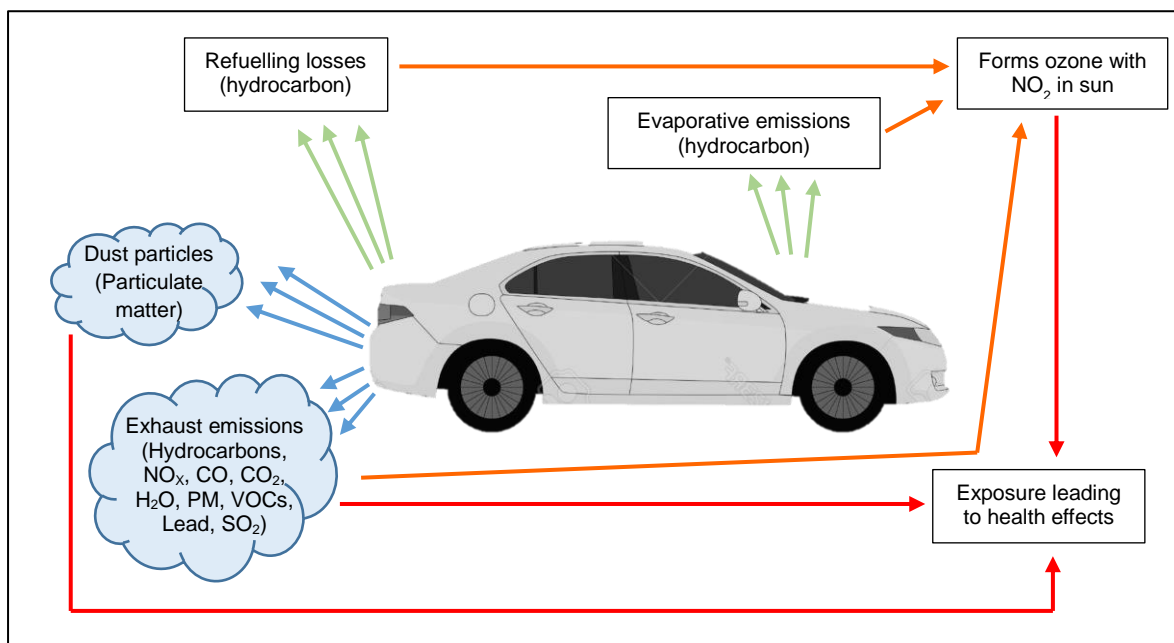 Refuelling losses
(hydrocarbon)
Forms ozone with
NO₂ in sun
Evaporative emissions
(hydrocarbon)
Dust particles
(Particulate
matter)
Exhaust emissions
(Hydrocarbons,
NOₓ, CO, CO₂,
H₂O, PM, VOCs,
Lead, SO₂)
Exposure leading
to health effects